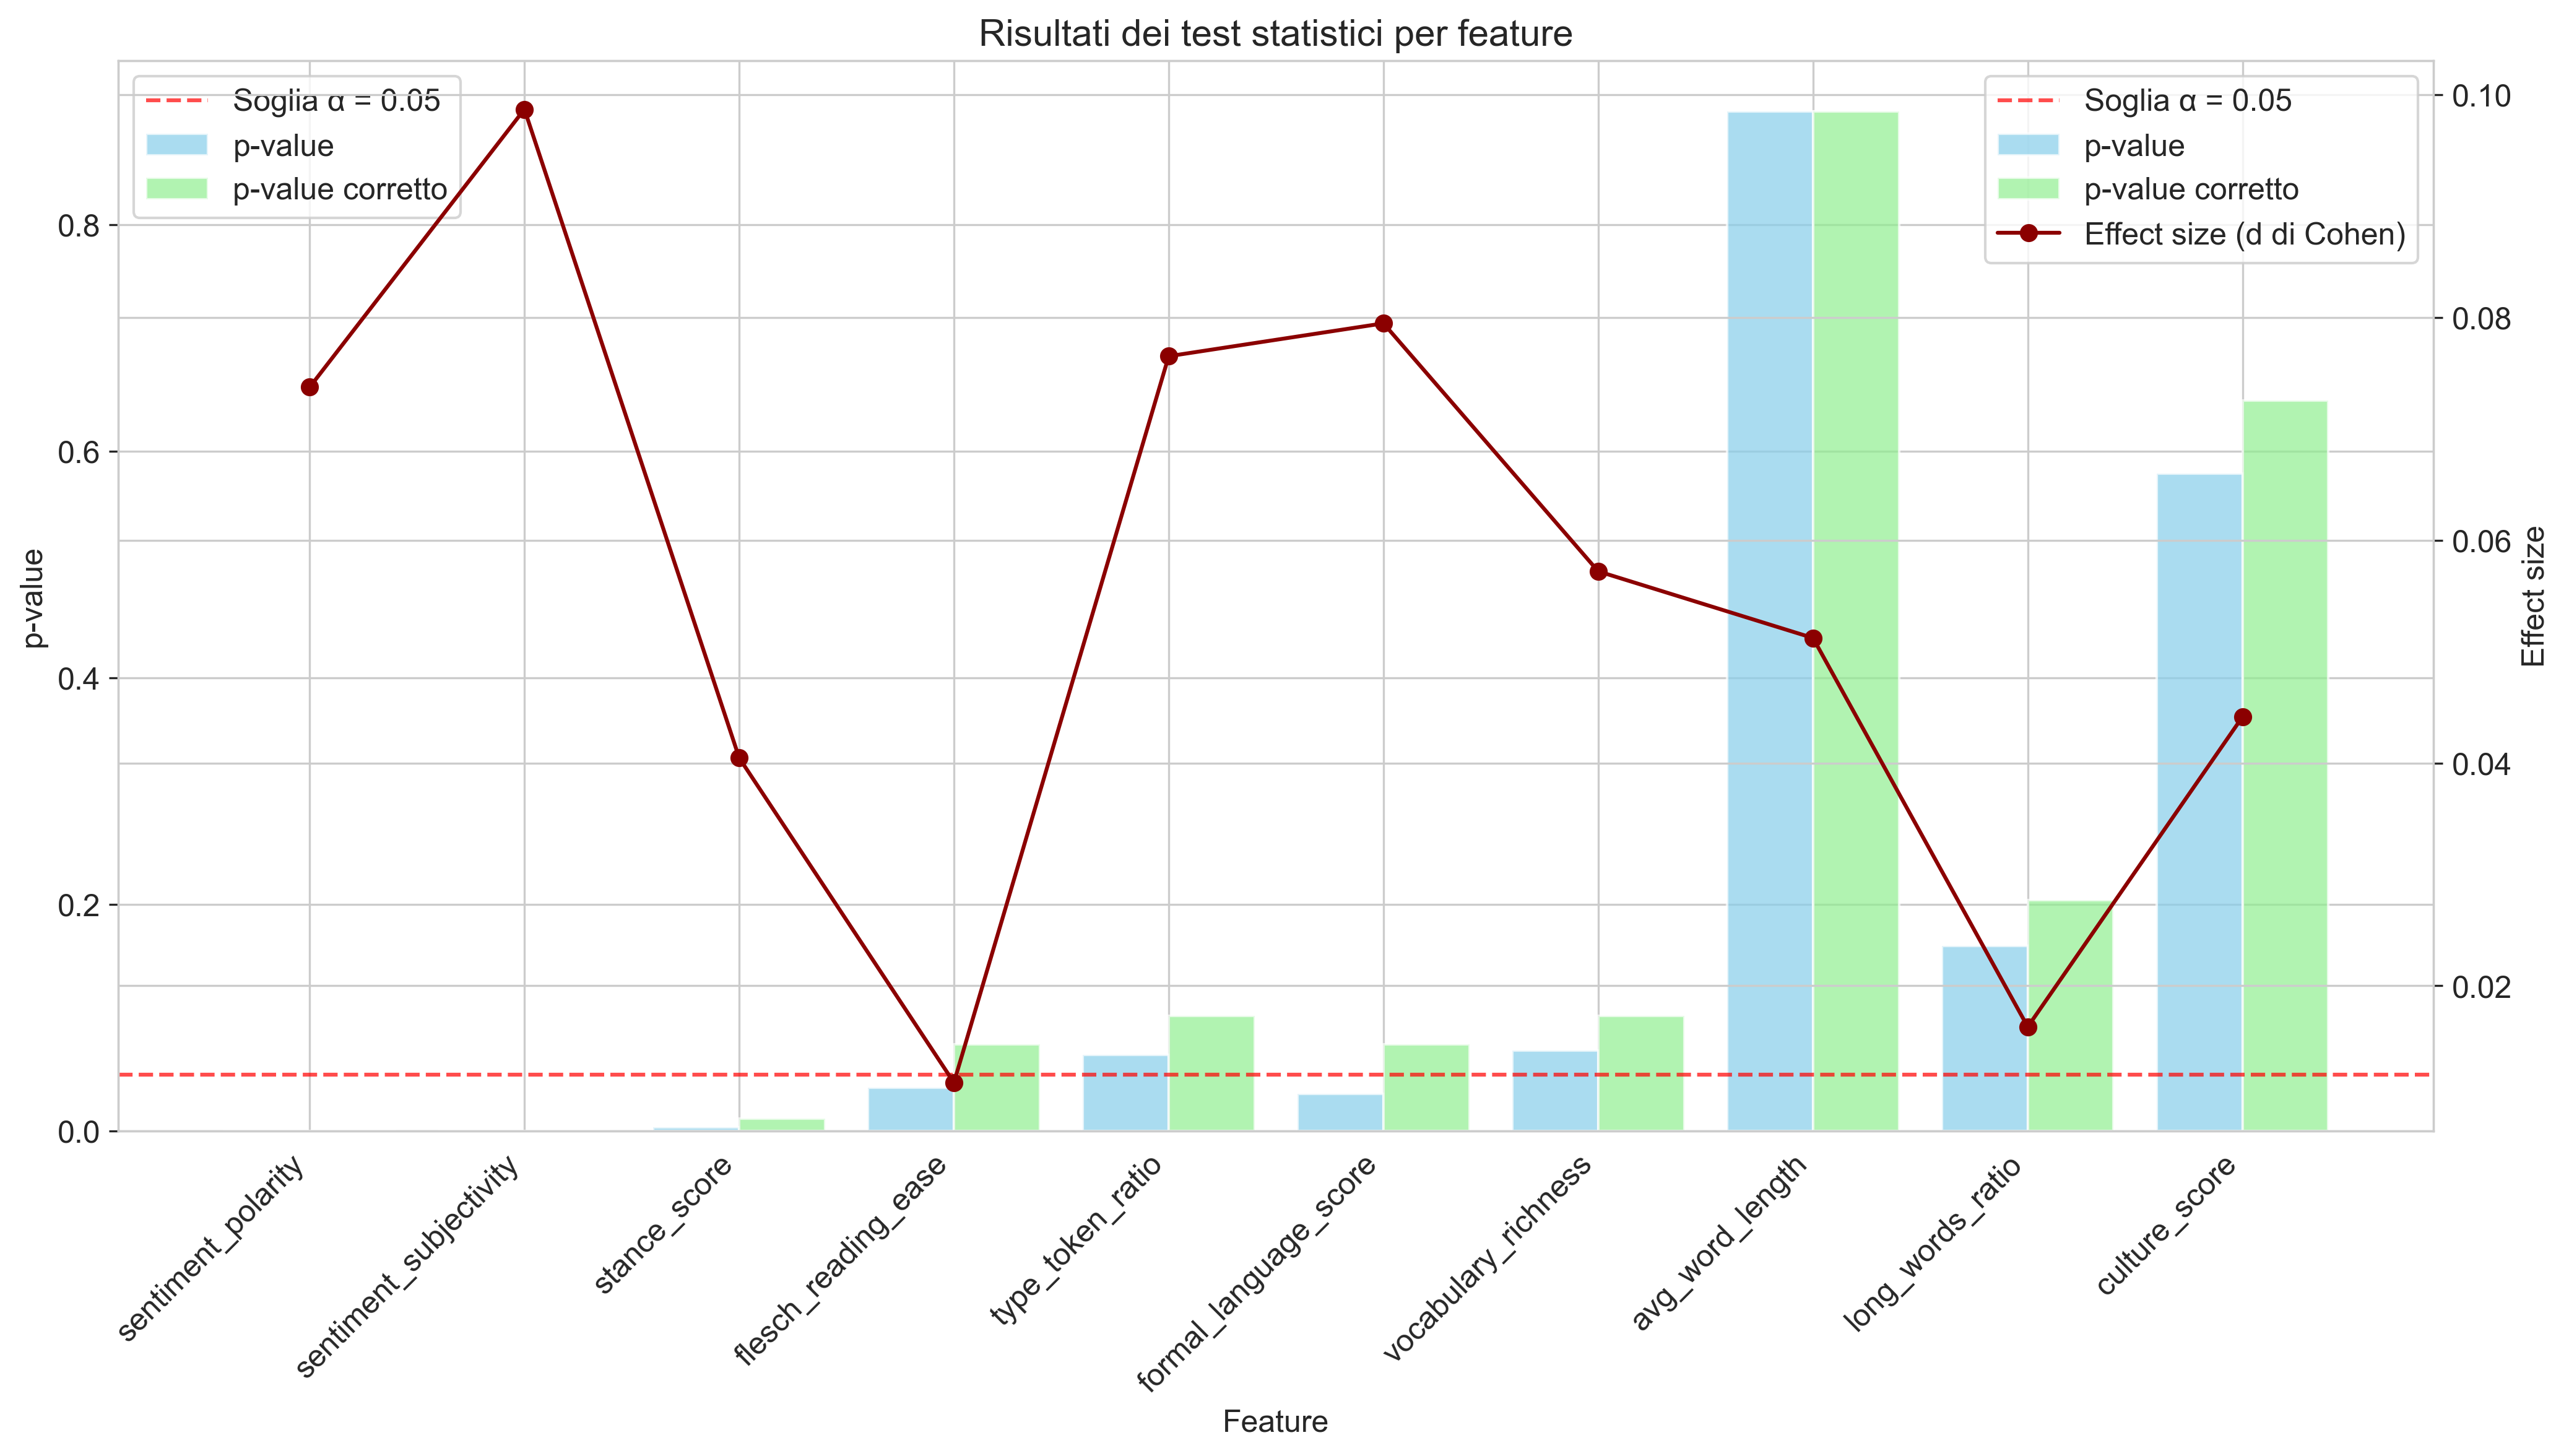 Risultati dei test statistici per feature
Soglia α = 0.05
p-value
p-value corretto
Soglia α = 0.05
p-value
p-value corretto
Effect size (d di Cohen)
p-value
0.8
0.6
0.4
0.2
0.0
0.10
0.08
0.06
0.04
0.02
Effect size
sentiment_polarity
sentiment_subjectivity
stance_score
flesch_reading_ease
type_token_ratio
formal_language_score
vocabulary_richness
avg_word_length
long_words_ratio
culture_score
Feature